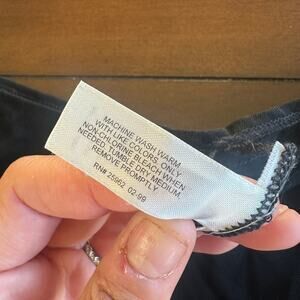 MACHINE WASH WARM
WITH LIKE COLORS. ONLY
NON-CHLORINE BLEACH WHEN
NEEDED. TUMBLE DRY MEDIUM.
REMOVE PROMPTLY
RN# 25962 02-99